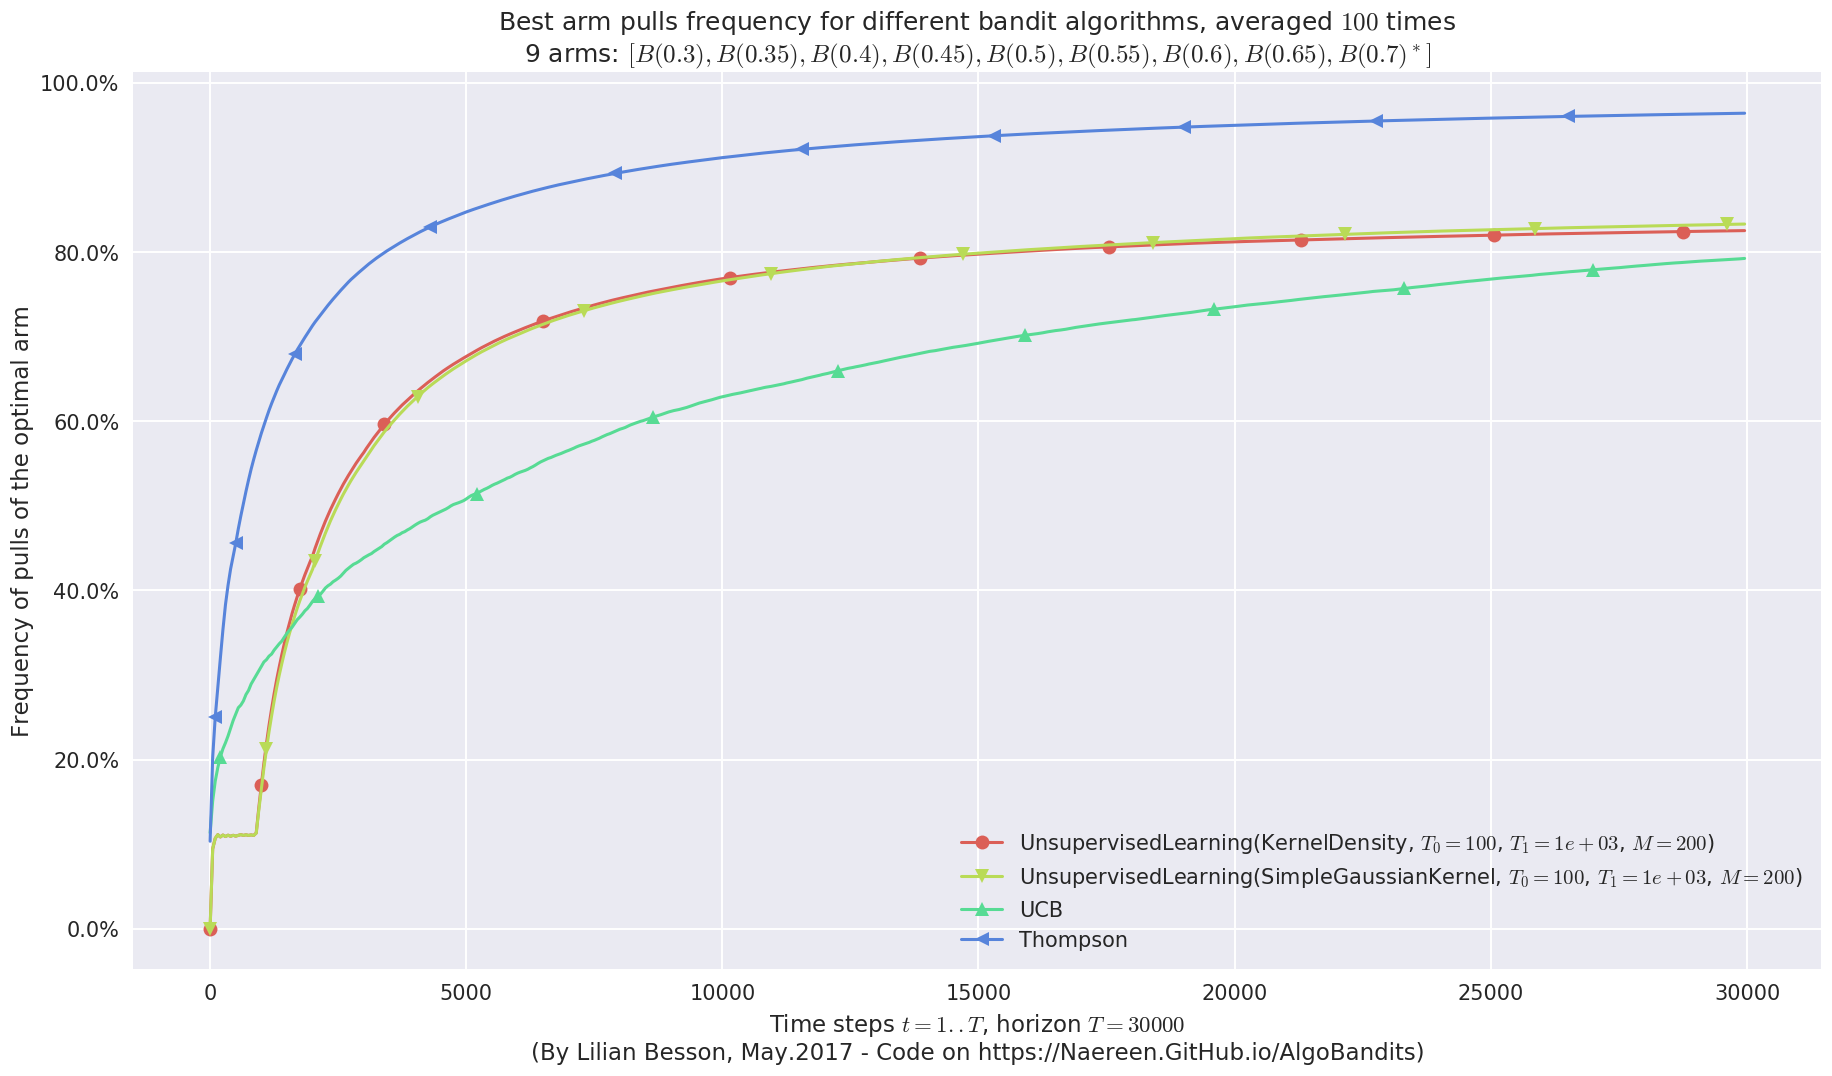 Best arm pulls frequency for different bandit algorithms, averaged 100 times
9 arms: [B(0.3), B(0.35), B(0.4), B(0.45), B(0.5), B(0.55), B(0.6), B(0.65), B(0.7)*]
Frequency of pulls of the optimal arm
100.0%
80.0%
60.0%
40.0%
20.0%
0.0%
UnsupervisedLearning(KernelDensity, T₀ = 100, T₁ = 1e + 03, M = 200)
UnsupervisedLearning(SimpleGaussianKernel, T₀ = 100, T₁ = 1e + 03, M = 200)
UCB
Thompson
0 5000 10000 15000 20000 25000 30000
Time steps t = 1..T, horizon T = 30000
(By Lilian Besson, May.2017 - Code on https://Naereen.GitHub.io/AlgoBandits)